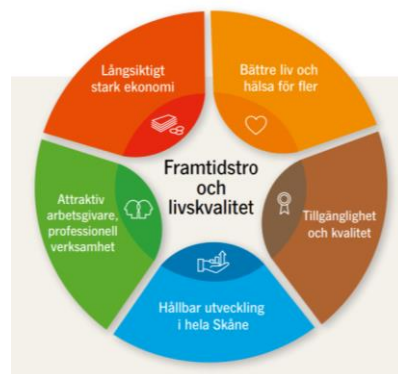 Långsiktigt
stark ekonomi
Bättre liv och
hälsa för fler
Framtidstro
och
livskvalitet
Attraktiv
arbetsgivare,
professionell
verksamhet
Tillgänglighet
och kvalitet
Hållbar utveckling
i hela Skåne